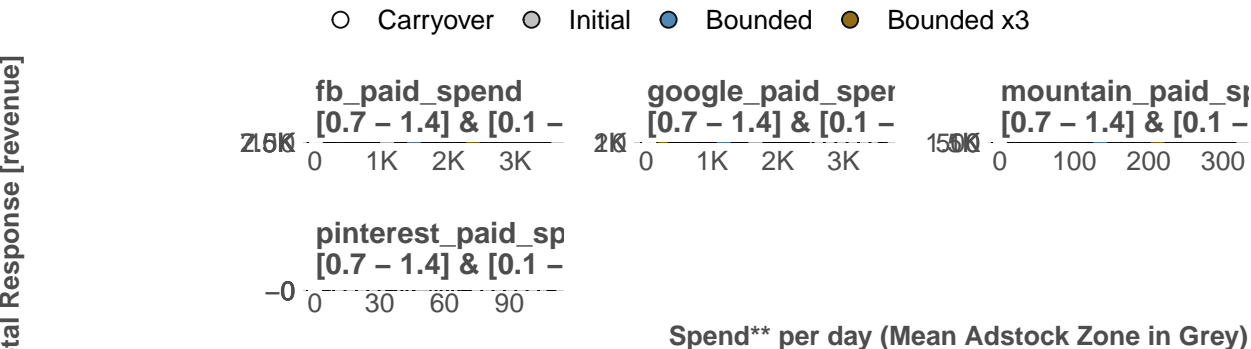 Carryover Initial Bounded Bounded x3
fb_paid_spend
[0.7 – 1.4] & [0.1 –
0 1K 2K 3K
google_paid_spen
[0.7 – 1.4] & [0.1 –
0 1K 2K 3K
mountain_paid_sp
[0.7 – 1.4] & [0.1 –
0 100 200 300
pinterest_paid_sp
[0.7 – 1.4] & [0.1 –
0 30 60 90
tal Response [revenue]
Spend** per day (Mean Adstock Zone in Grey)